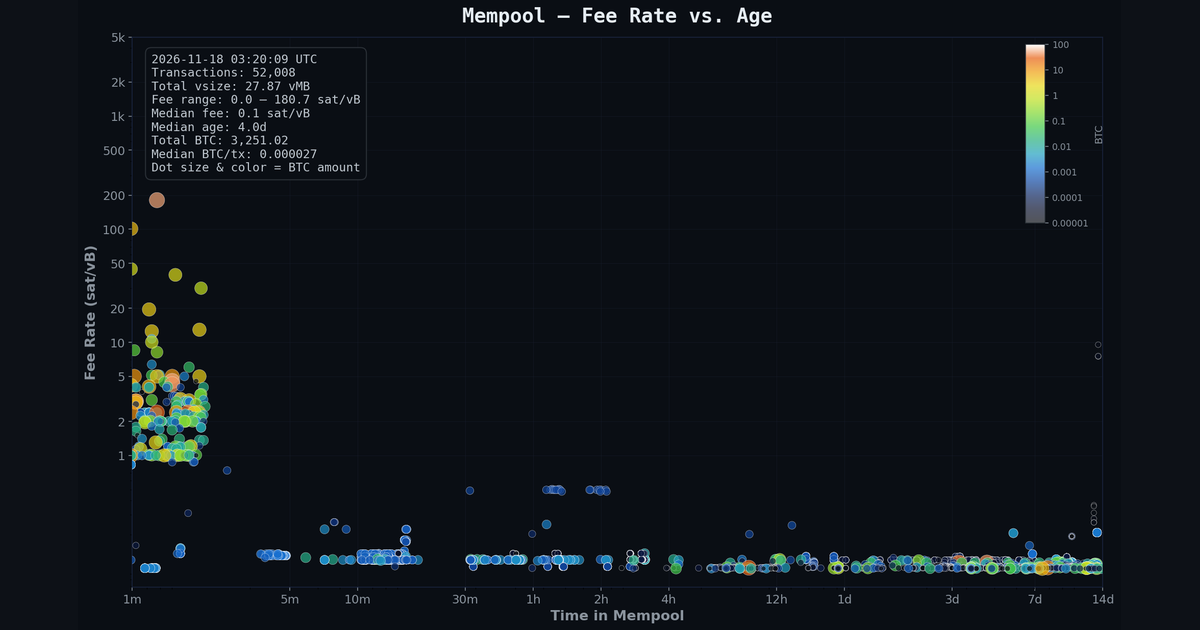 Mempool — Fee Rate vs. Age
2026-11-18 03:20:09 UTC
Transactions: 52,008
Total vsize: 27.87 vMB
Fee range: 0.0 — 180.7 sat/vB
Median fee: 0.1 sat/vB
Median age: 4.0d
Total BTC: 3,251.02
Median BTC/tx: 0.000027
Dot size & color = BTC amount
5k
2k
1k
500
200
100
50
20
10
5
2
1
Fee Rate (sat/vB)
100
10
1
0.1
0.01
0.001
0.0001
0.00001
BTC
1m
5m
10m
30m
1h
2h
4h
12h
1d
3d
7d
14d
Time in Mempool